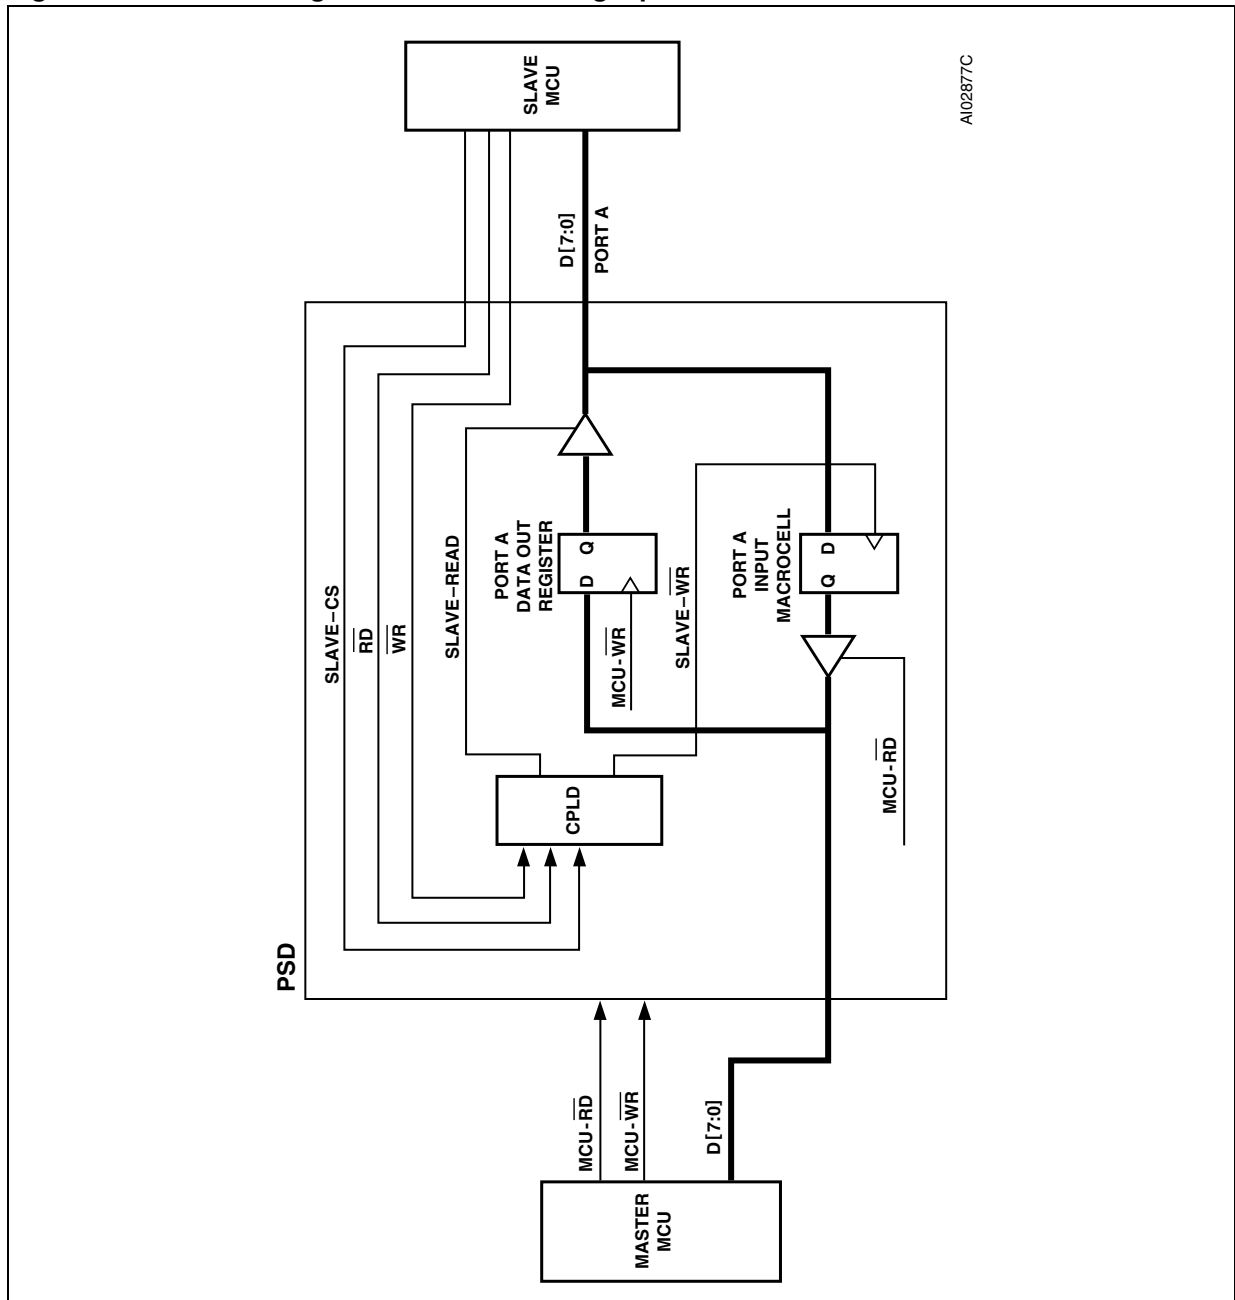 SLAVE
MCU
AI02877C
D[7:0]
PORT A
SLAVE–CS
RD
WR
SLAVE–READ
PORT A
DATA OUT
REGISTER
D Q
MCU-WR
SLAVE–WR
PORT A
INPUT
MACROCELL
Q D
MCU-RD
CPLD
PSD
MCU-RD
MCU-WR
D[7:0]
MASTER
MCU